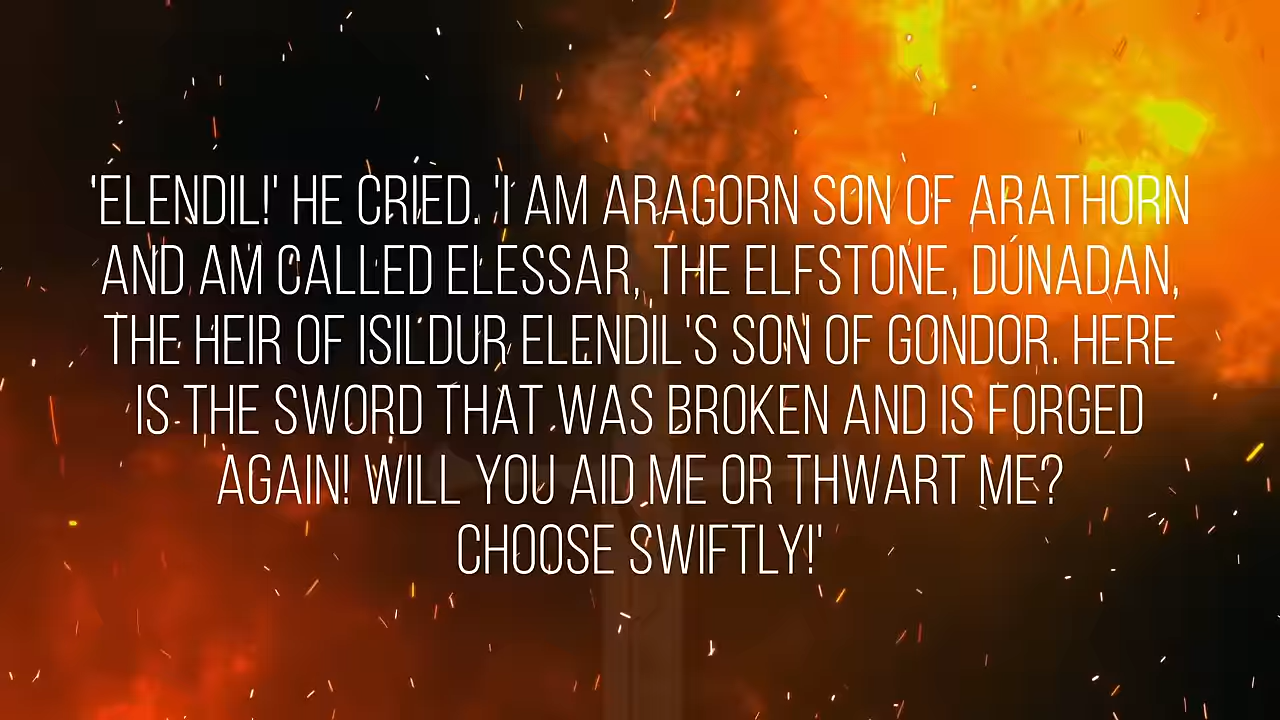 'ELENDIL!' HE CRIED. 'I AM ARAGORN SON OF ARATHORN
AND AM CALLED ELESSAR, THE ELFSTONE, DÚNADAN,
THE HEIR OF ISILDUR ELENDIL'S SON OF GONDOR. HERE
IS THE SWORD THAT WAS BROKEN AND IS FORGED
AGAIN! WILL YOU AID ME OR THWART ME?
CHOOSE SWIFTLY!'